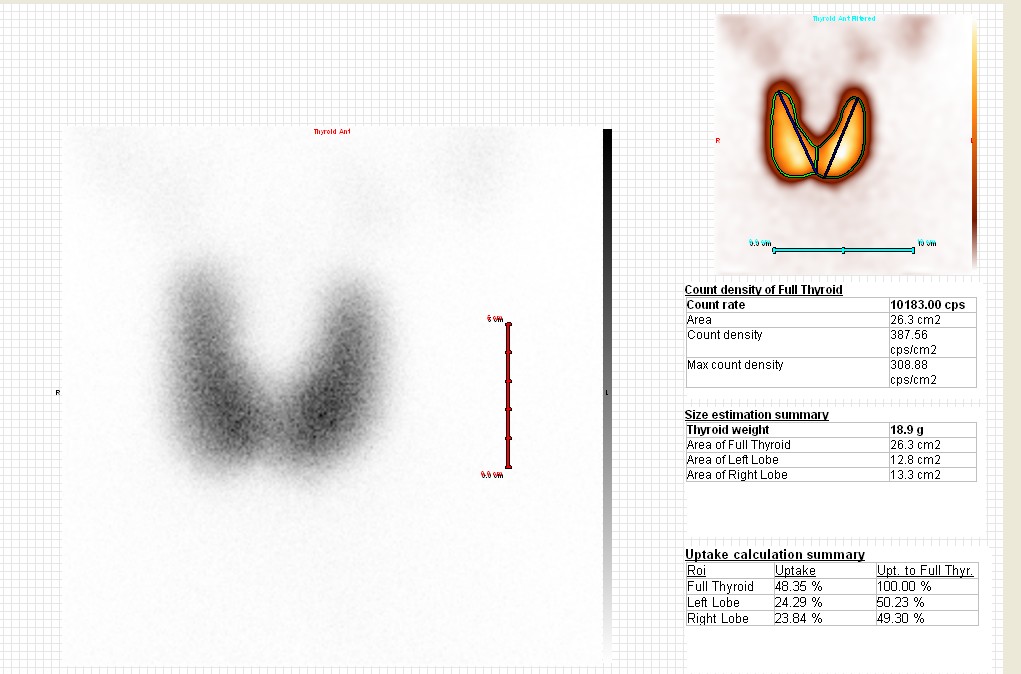 Thyroid Ant Filtered
R
L
0.0 cm
10 cm
Thyroid Ant
6 cm
R
L
0.0 cm
Count density of Full Thyroid
Count rate 10183.00 cps
Area 26.3 cm2
Count density 387.56
cps/cm2
Max count density 308.88
cps/cm2
Size estimation summary
Thyroid weight 18.9 g
Area of Full Thyroid 26.3 cm2
Area of Left Lobe 12.8 cm2
Area of Right Lobe 13.3 cm2
Uptake calculation summary
Roi Uptake Upt. to Full Thyr.
Full Thyroid 48.35 % 100.00 %
Left Lobe 24.29 % 50.23 %
Right Lobe 23.84 % 49.30 %